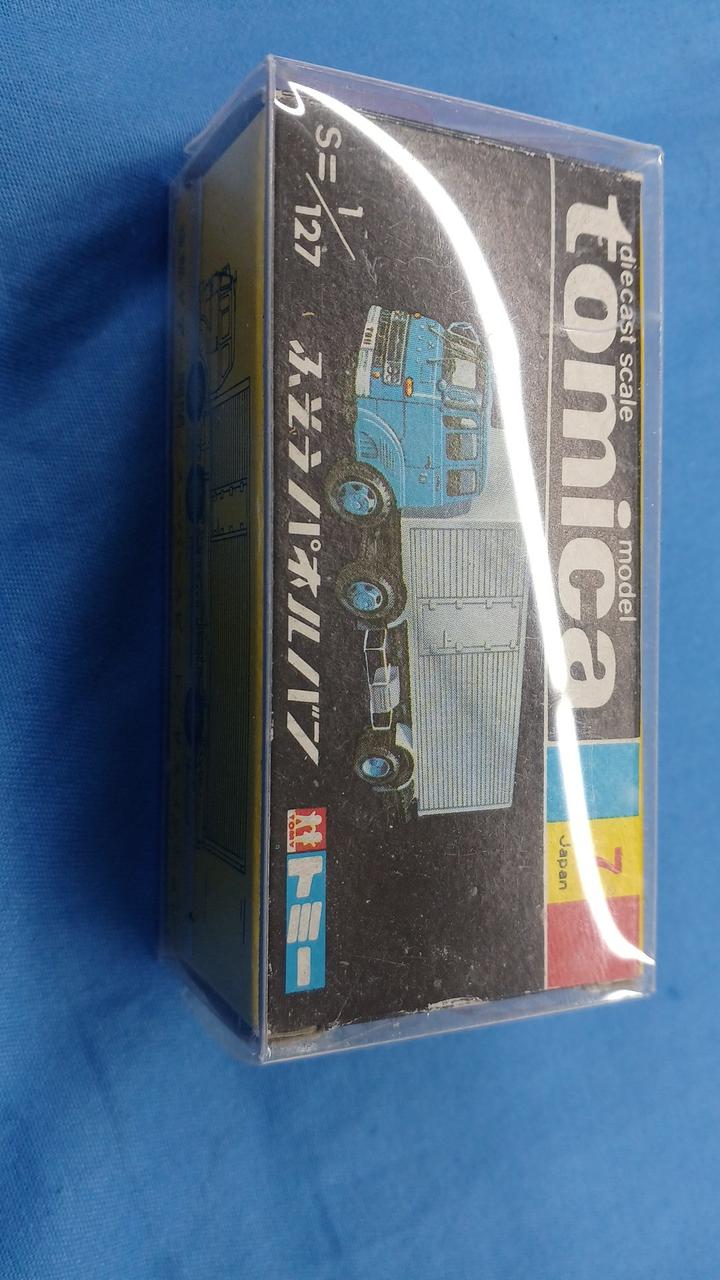 diecast scale model
tomica
7
Japan
S=1/127
ふそうパネルバン
TOMY
トミー